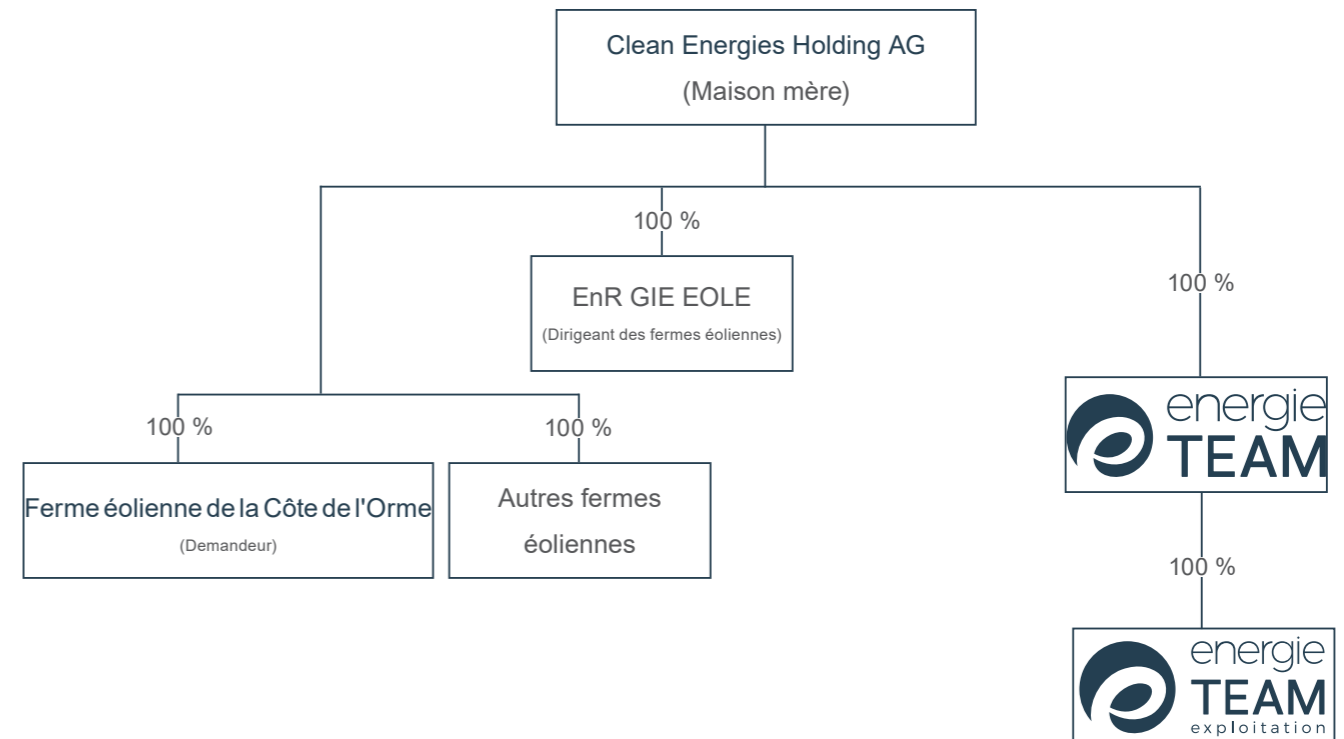 Clean Energies Holding AG
(Maison mère)
100 %
EnR GIE EOLE
(Dirigeant des fermes éoliennes)
100 %
energie
TEAM
100 %
100 %
Ferme éolienne de la Côte de l'Orme
(Demandeur)
Autres fermes
éoliennes
100 %
energie
TEAM
exploitation